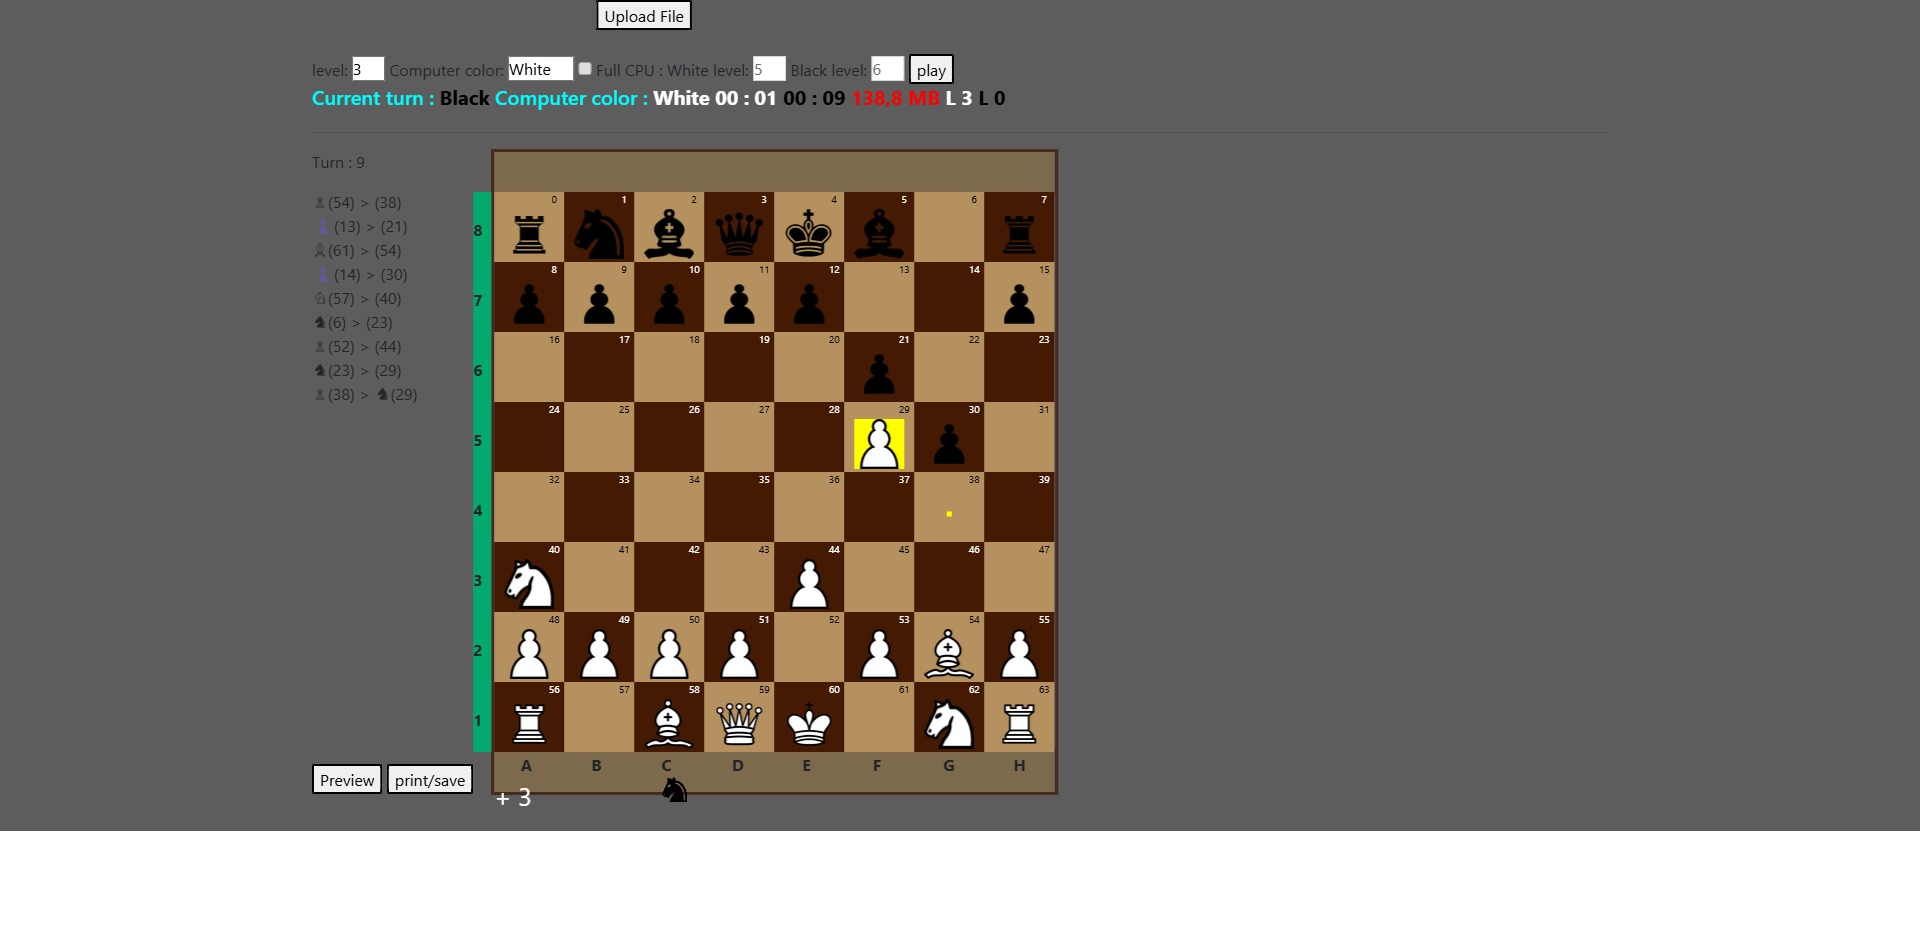 Upload File
level: 3 Computer color: White Full CPU : White level: 5 Black level: 6 play
Current turn : Black Computer color : White 00 : 01 00 : 09 138,8 MB L 3 L 0
Turn : 9
♗(54) > (38)
♟ (13) > (21)
♗(61) > (54)
♟ (14) > (30)
♘(57) > (40)
♞(6) > (23)
♗(52) > (44)
♞(23) > (29)
♗(38) > ♞(29)
0 1 2 3 4 5 6 7
8
8 9 10 11 12 13 14 15
7
16 17 18 19 20 21 22 23
6
24 25 26 27 28 29 30 31
5
32 33 34 35 36 37 38 39
4
40 41 42 43 44 45 46 47
3
48 49 50 51 52 53 54 55
2
56 57 58 59 60 61 62 63
1
A B C D E F G H
Preview print/save
+ 3